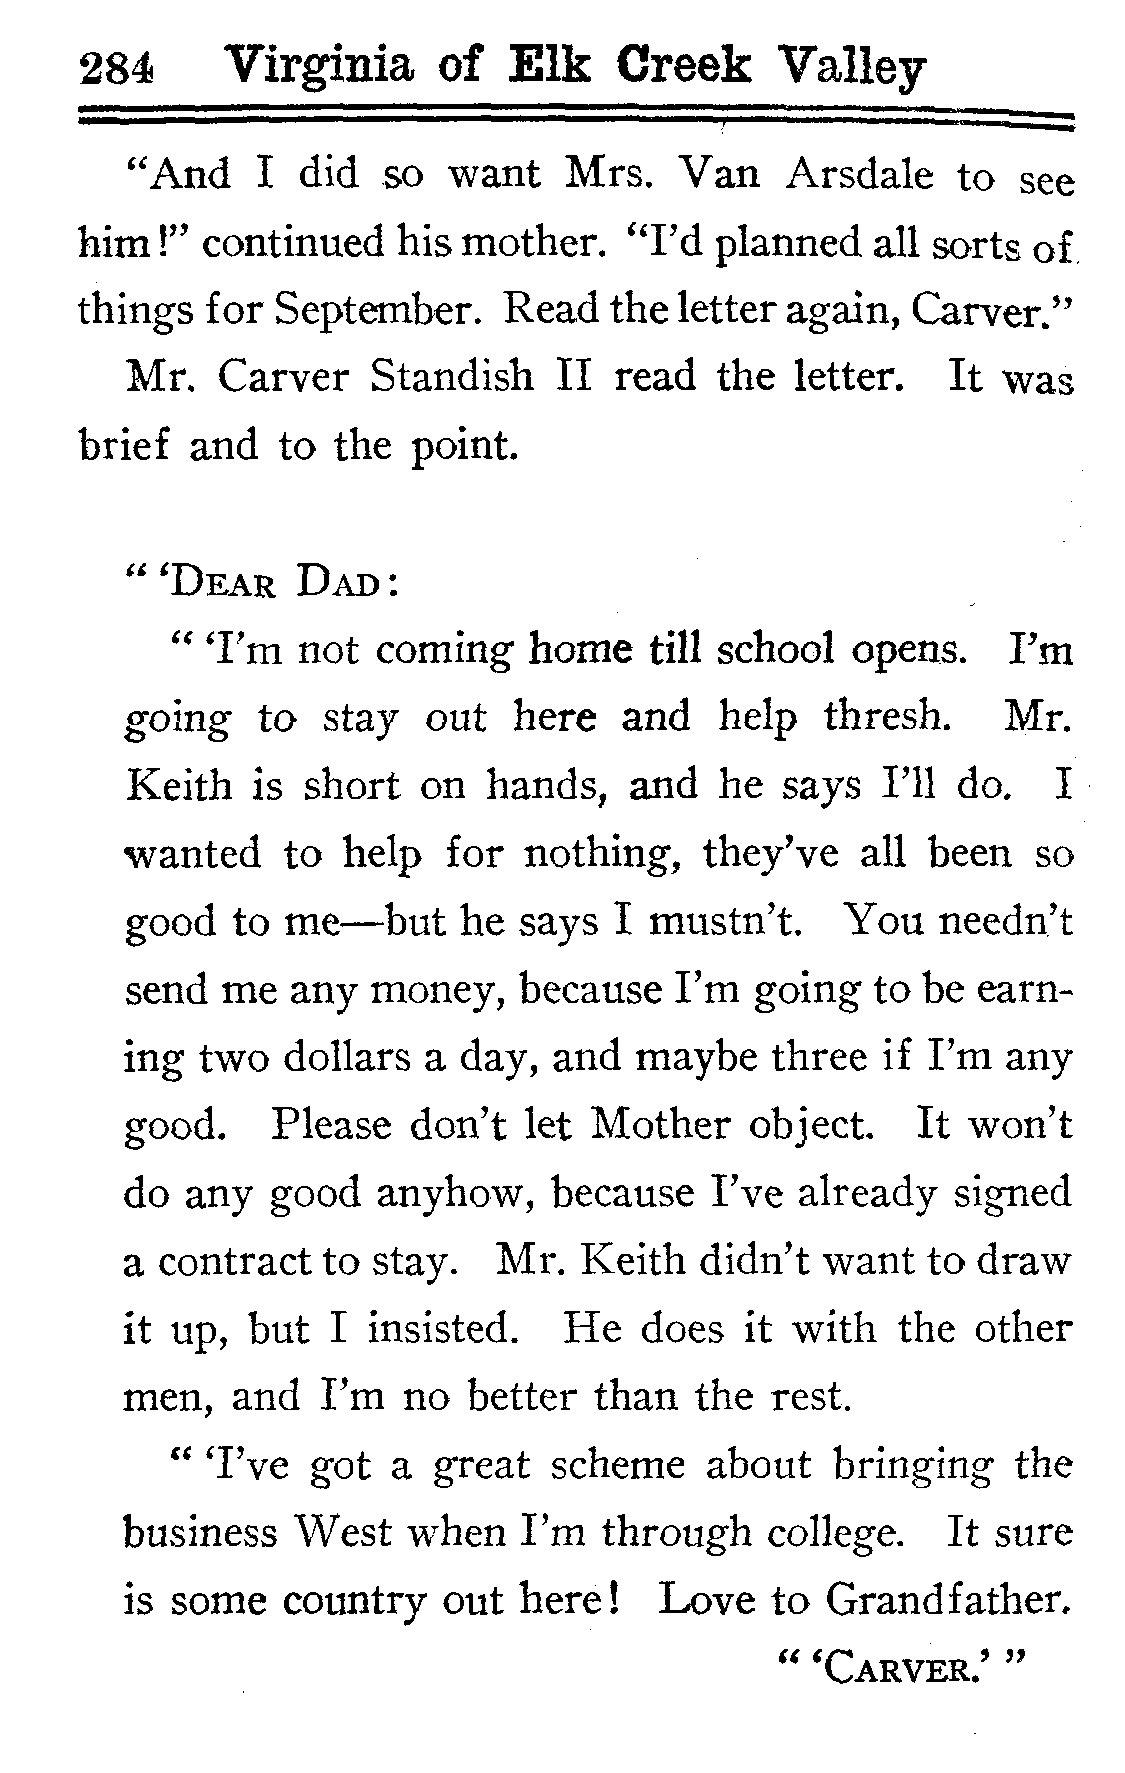 284 Virginia of Elk Creek Valley
“And I did so want Mrs. Van Arsdale to see
him!” continued his mother. “I’d planned all sorts of
things for September. Read the letter again, Carver.”
Mr. Carver Standish II read the letter. It was
brief and to the point.
“ ‘DEAR DAD:
“ ‘I’m not coming home till school opens. I’m
going to stay out here and help thresh. Mr.
Keith is short on hands, and he says I’ll do. I
wanted to help for nothing, they’ve all been so
good to me—but he says I mustn’t. You needn’t
send me any money, because I’m going to be earn-
ing two dollars a day, and maybe three if I’m any
good. Please don’t let Mother object. It won’t
do any good anyhow, because I’ve already signed
a contract to stay. Mr. Keith didn’t want to draw
it up, but I insisted. He does it with the other
men, and I’m no better than the rest.
“ ‘I’ve got a great scheme about bringing the
business West when I’m through college. It sure
is some country out here! Love to Grandfather.
“ ‘CARVER.’ ”